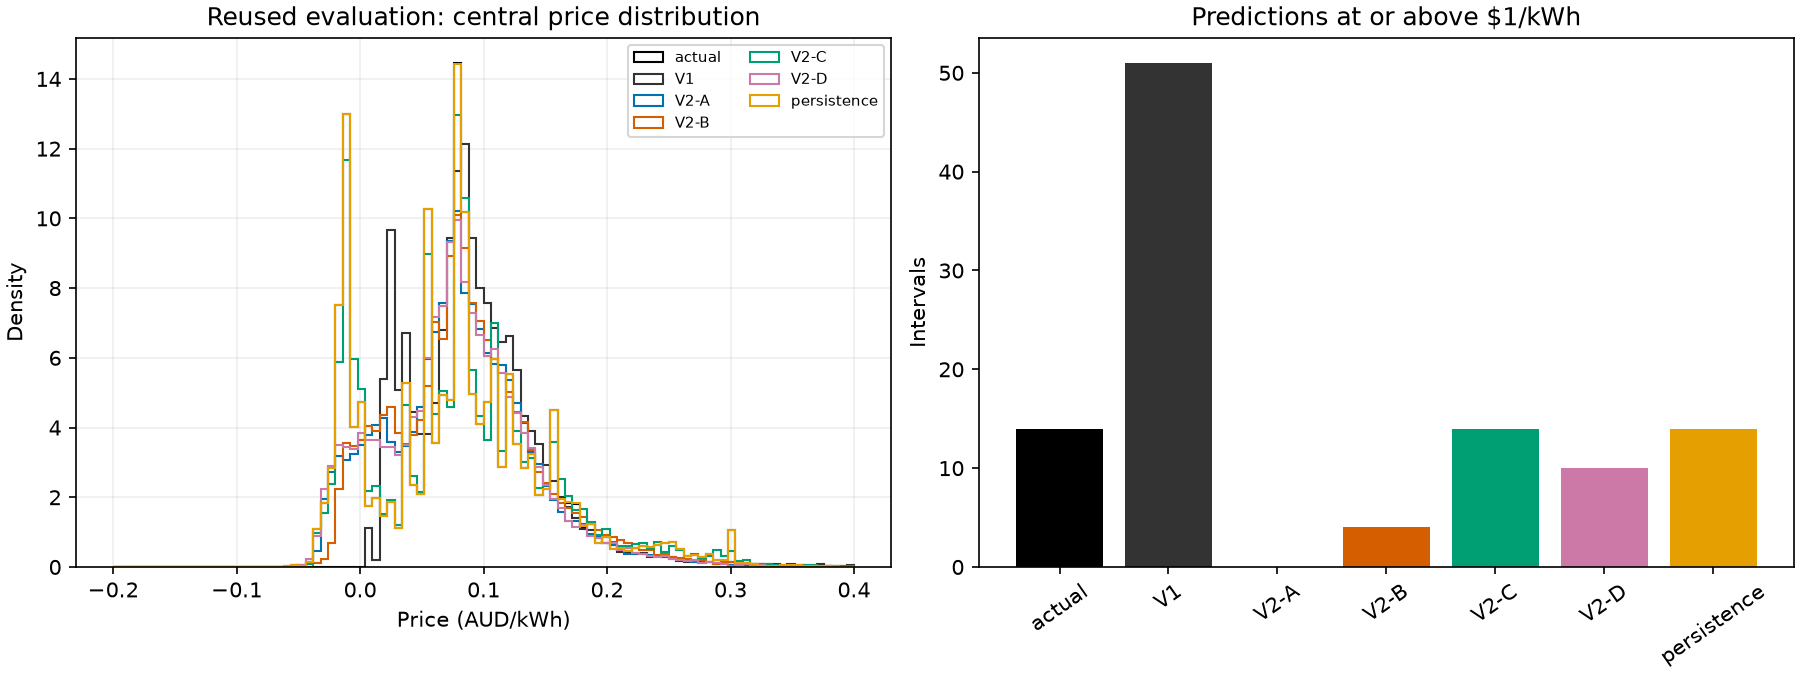 Reused evaluation: central price distribution
actual
V1
V2-A
V2-B
V2-C
V2-D
persistence
Density
14
12
10
8
6
4
2
0
−0.2
−0.1
0.0
0.1
0.2
0.3
0.4
Price (AUD/kWh)
Predictions at or above $1/kWh
Intervals
50
40
30
20
10
0
actual
V1
V2-A
V2-B
V2-C
V2-D
persistence